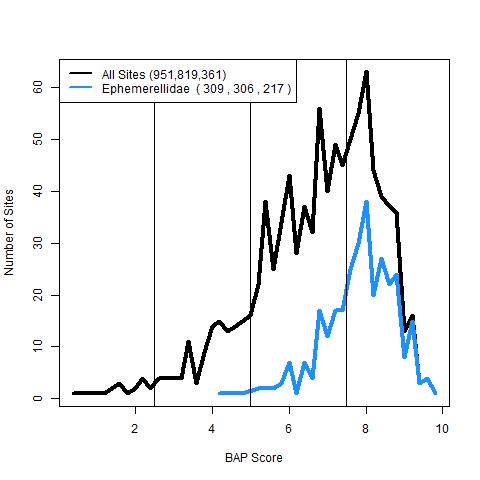 All Sites (951,819,361)
Ephemerellidae ( 309 , 306 , 217 )
Number of Sites
60
50
40
30
20
10
0
2 4 6 8 10
BAP Score